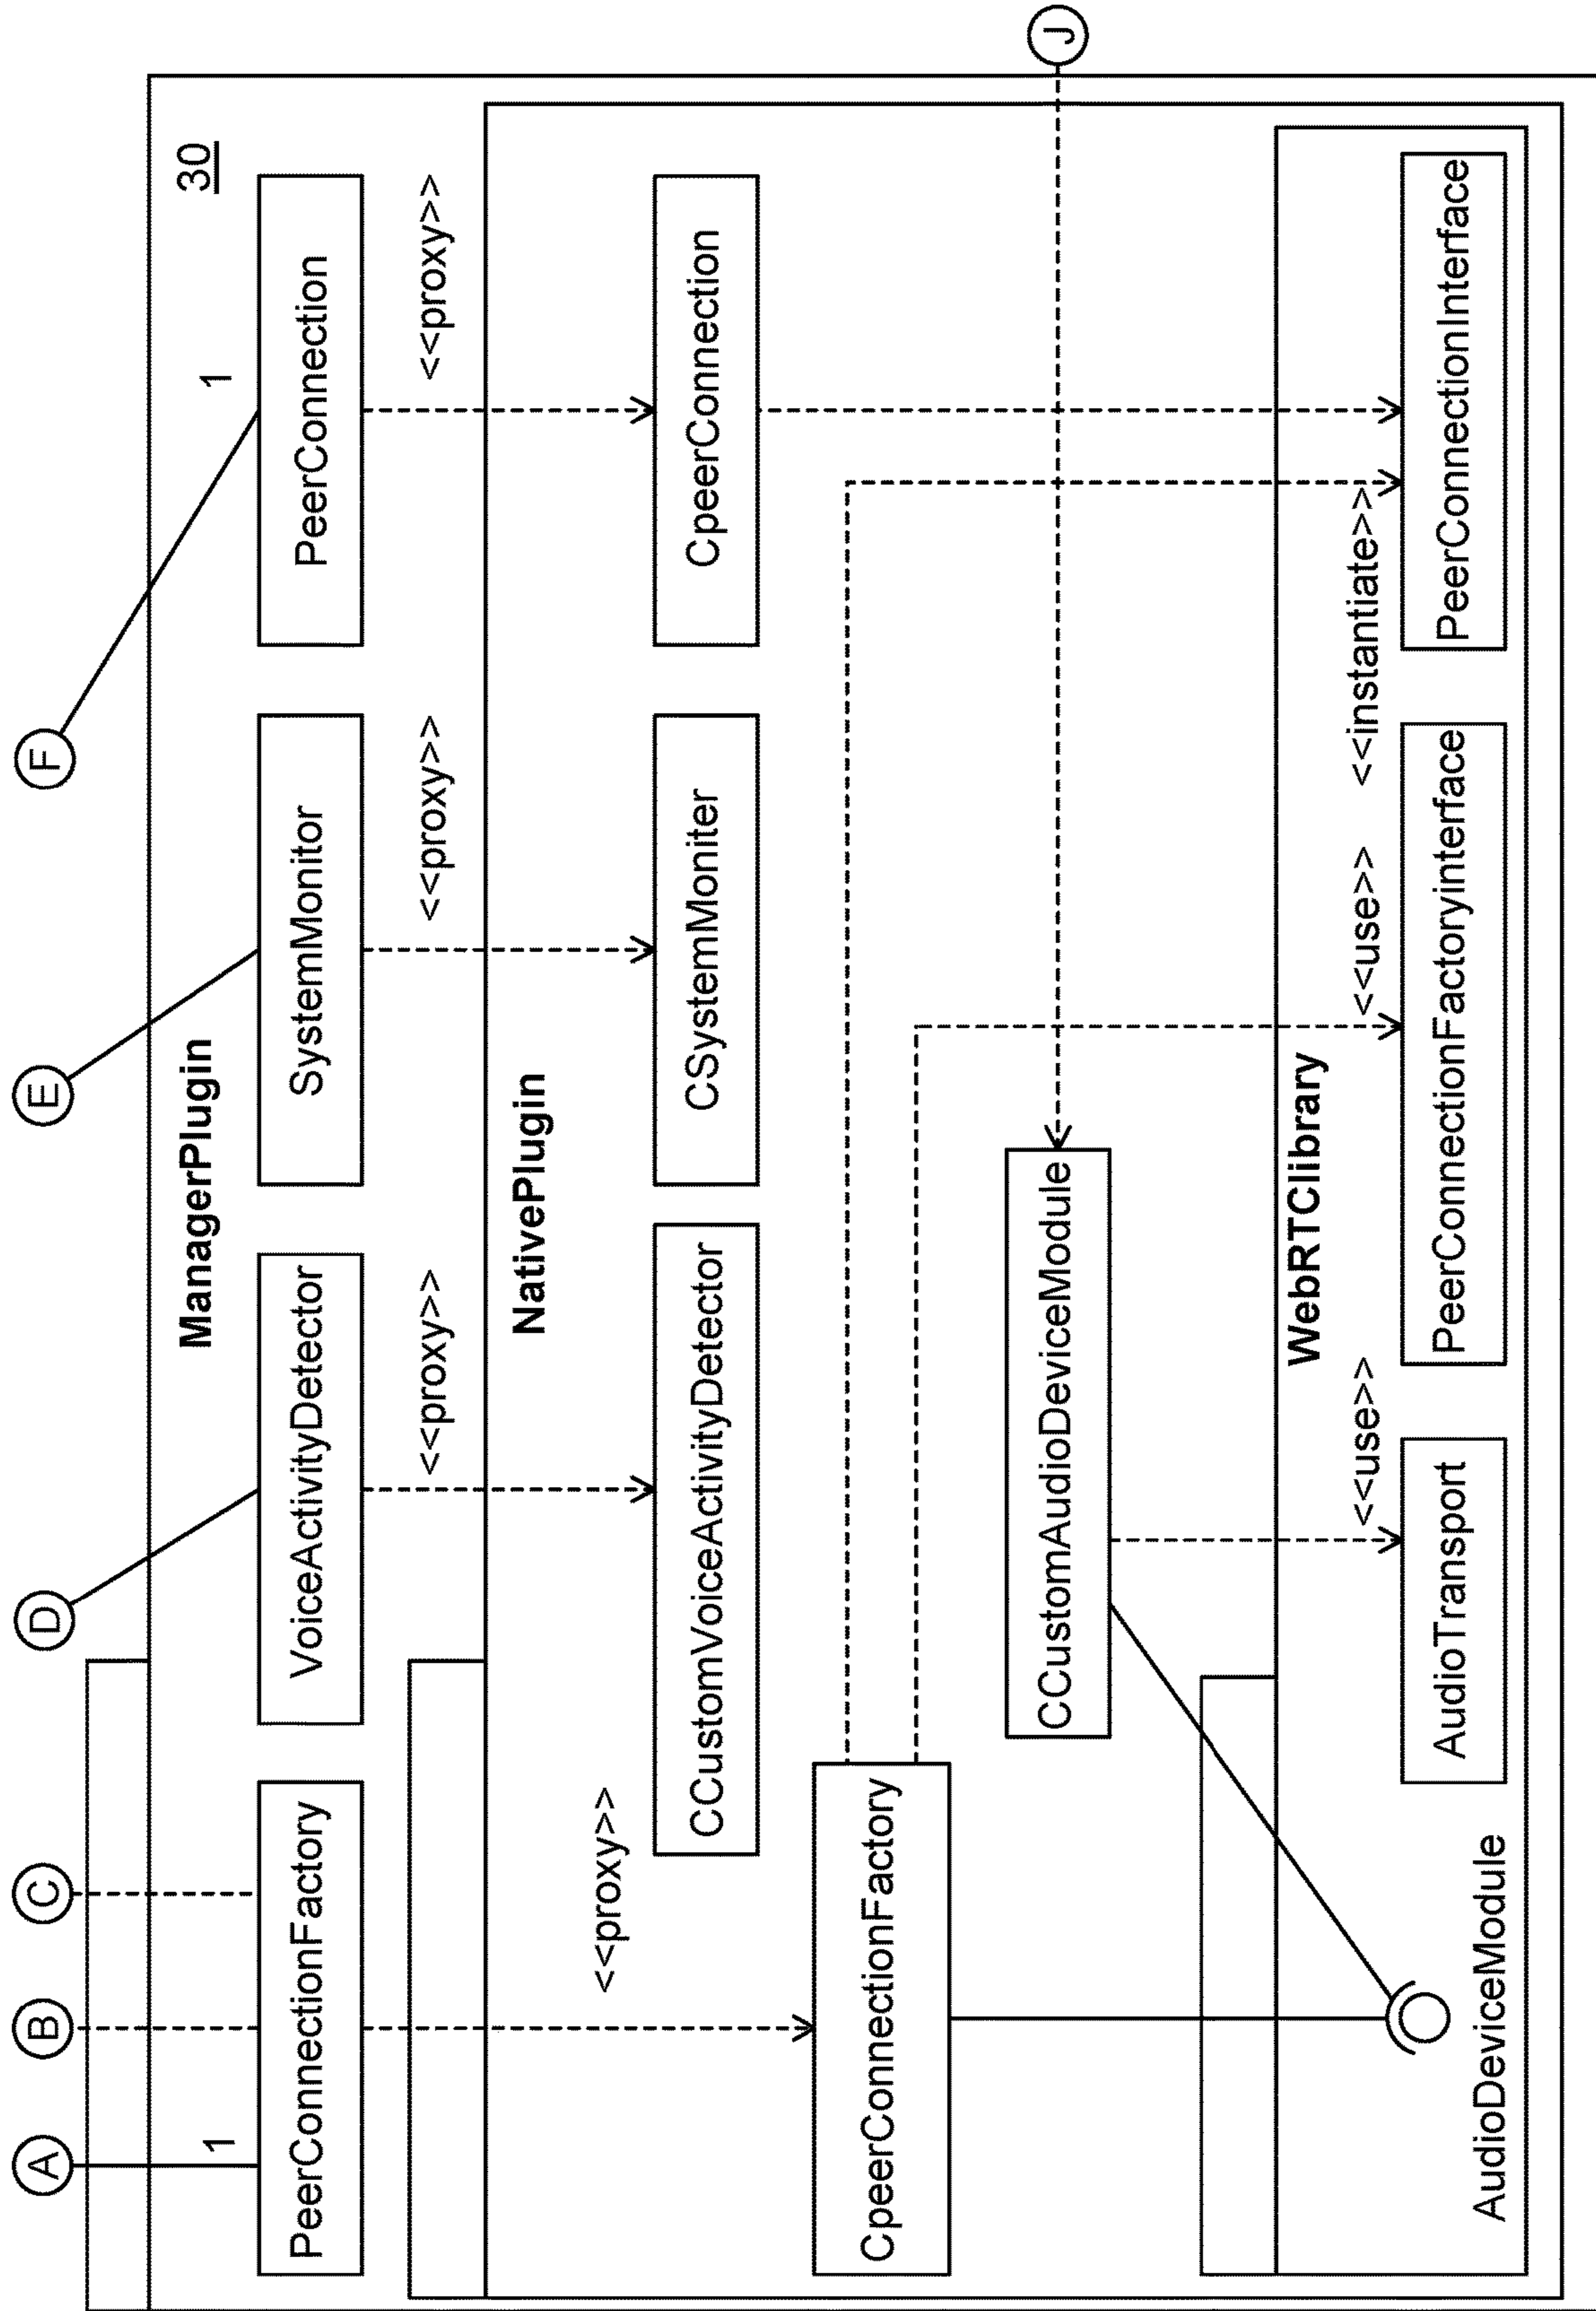 A
B
C
D
E
F
30
ManagerPlugin
1
1
PeerConnectionFactory
VoiceActivityDetector
SystemMonitor
PeerConnection
<<proxy>>
<<proxy>>
<<proxy>>
NativePlugin
<<proxy>>
CCustomVoiceActivityDetector
CSystemMoniter
CpeerConnection
CpeerConnectionFactory
CCustomAudioDeviceModule
J
WebRTClibrary
<<use>>
<<use>>
<<instantiate>>
AudioDeviceModule
AudioTransport
PeerConnectionFactoryinterface
PeerConnectionInterface